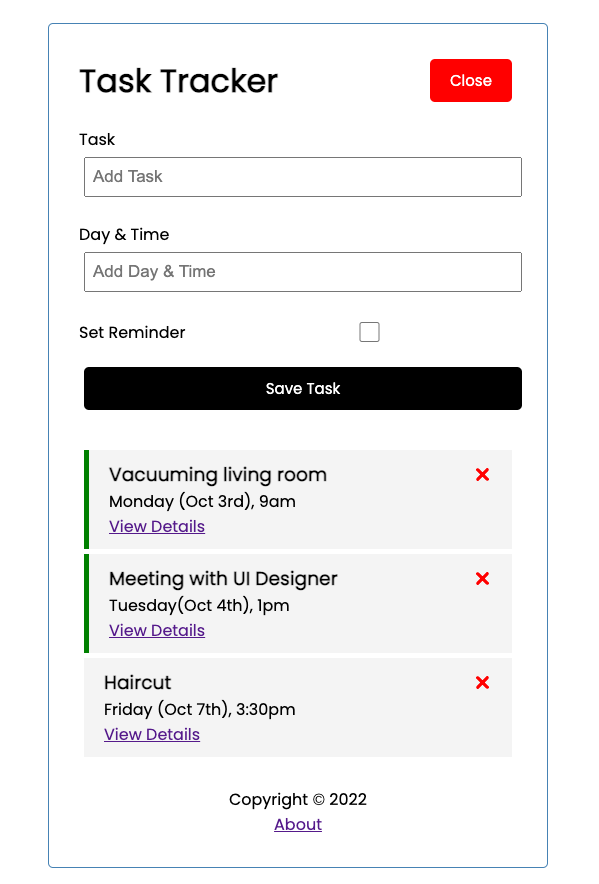 Task Tracker
Close
Task
Add Task
Day & Time
Add Day & Time
Set Reminder
Save Task
Vacuuming living room
Monday (Oct 3rd), 9am
View Details
Meeting with UI Designer
Tuesday(Oct 4th), 1pm
View Details
Haircut
Friday (Oct 7th), 3:30pm
View Details
Copyright © 2022
About